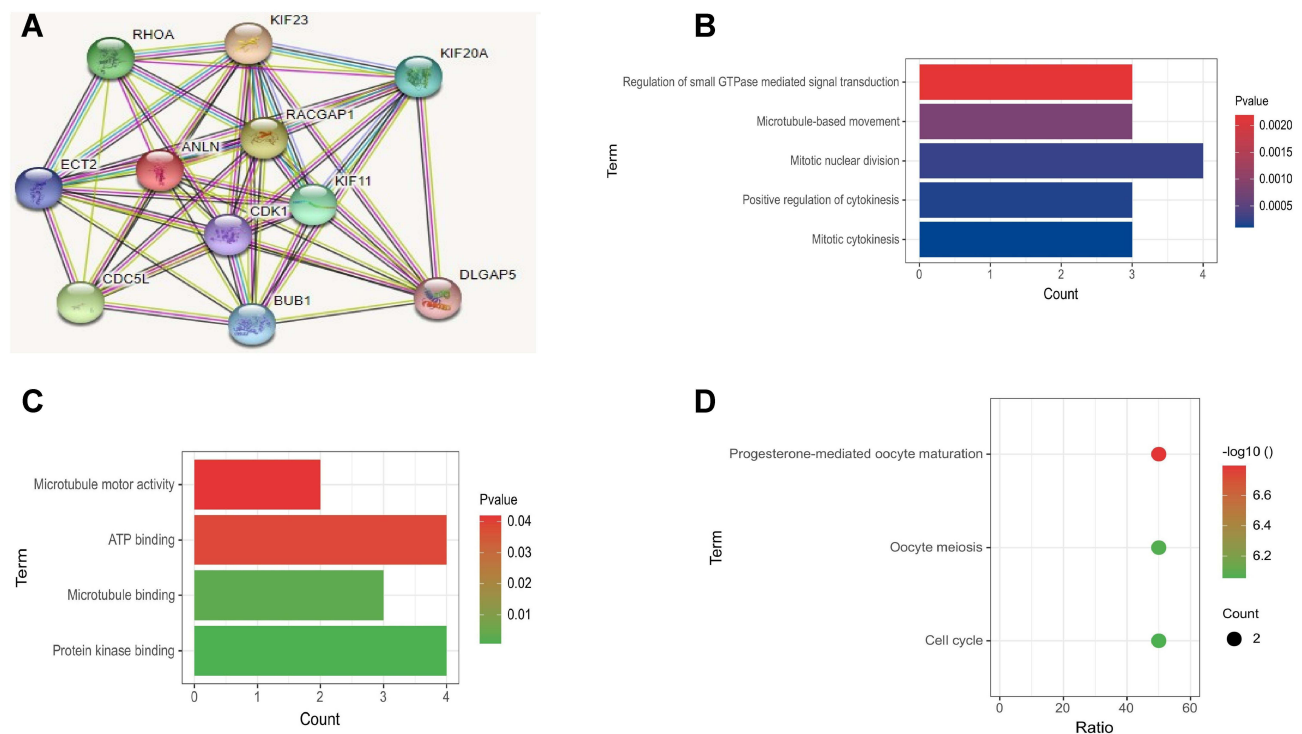 A
KIF23
RHOA
KIF20A
RACGAP1
ANLN
ECT2
KIF11
CDK1
CDC5L
DLGAP5
BUB1
B
Regulation of small GTPase mediated signal transduction
Microtubule-based movement
Mitotic nuclear division
Positive regulation of cytokinesis
Mitotic cytokinesis
Term
0 1 2 3 4
Count
Pvalue
0.0020
0.0015
0.0010
0.0005
C
Microtubule motor activity
ATP binding
Microtubule binding
Protein kinase binding
Term
0 1 2 3 4
Count
Pvalue
0.04
0.03
0.02
0.01
D
Progesterone-mediated oocyte maturation
Oocyte meiosis
Cell cycle
Term
0 20 40 60
Ratio
-log10 ()
6.6
6.4
6.2
Count
2